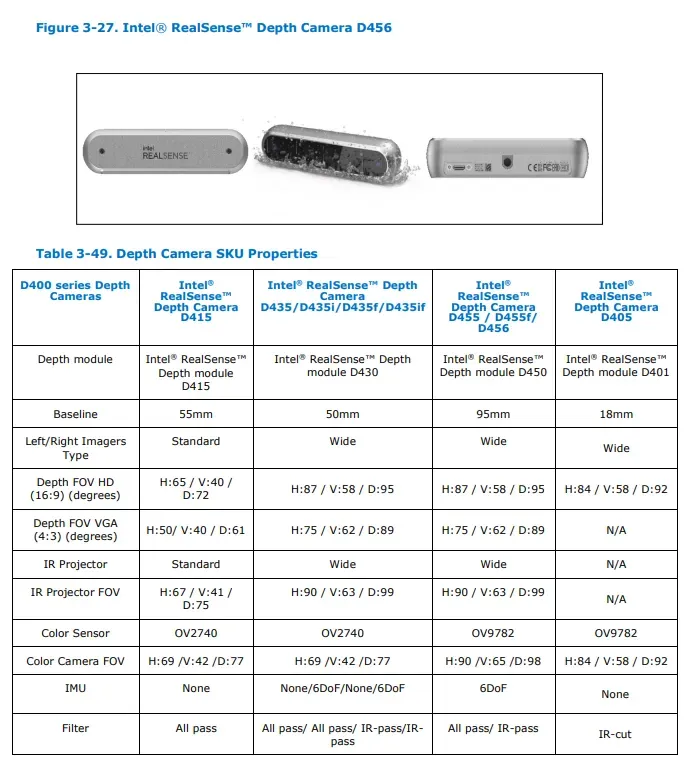 Figure 3-27. Intel® RealSense™ Depth Camera D456
intel
REALSENSE
Table 3-49. Depth Camera SKU Properties
D400 series Depth Cameras
Intel® RealSense™ Depth Camera D415
Intel® RealSense™ Depth Camera D435/D435i/D435f/D435if
Intel® RealSense™ Depth Camera D455 / D455f/ D456
Intel® RealSense™ Depth Camera D405
Depth module
Intel® RealSense™ Depth module D415
Intel® RealSense™ Depth module D430
Intel® RealSense™ Depth module D450
Intel® RealSense™ Depth module D401
Baseline
55mm
50mm
95mm
18mm
Left/Right Imagers Type
Standard
Wide
Wide
Wide
Depth FOV HD (16:9) (degrees)
H:65 / V:40 / D:72
H:87 / V:58 / D:95
H:87 / V:58 / D:95
H:84 / V:58 / D:92
Depth FOV VGA (4:3) (degrees)
H:50/ V:40 / D:61
H:75 / V:62 / D:89
H:75 / V:62 / D:89
N/A
IR Projector
Standard
Wide
Wide
N/A
IR Projector FOV
H:67 / V:41 / D:75
H:90 / V:63 / D:99
H:90 / V:63 / D:99
N/A
Color Sensor
OV2740
OV2740
OV9782
OV9782
Color Camera FOV
H:69 /V:42 /D:77
H:69 /V:42 /D:77
H:90 /V:65 /D:98
H:84 / V:58 / D:92
IMU
None
None/6DoF/None/6DoF
6DoF
None
Filter
All pass
All pass/ All pass/ IR-pass/IR-pass
All pass/ IR-pass
IR-cut